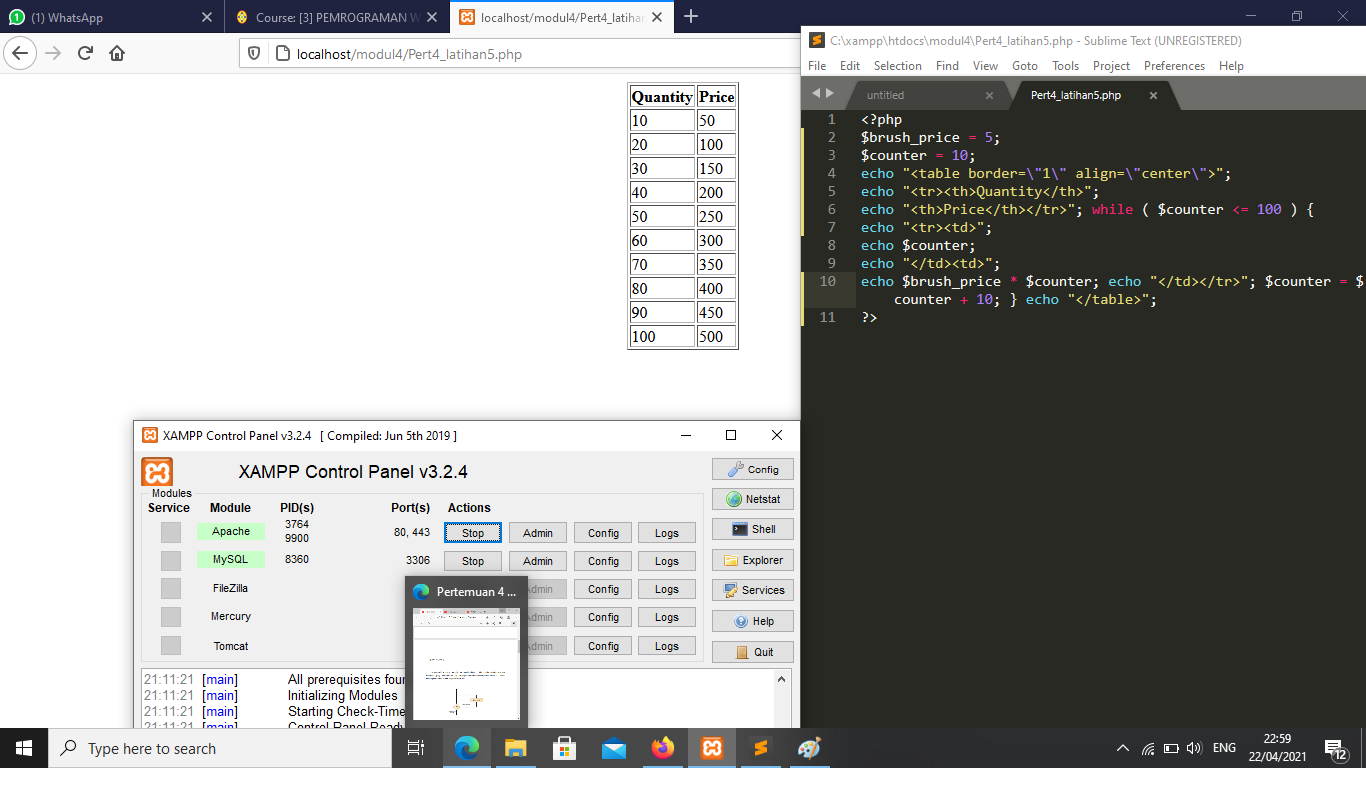 (1) WhatsApp
Course: [3] PEMROGRAMAN W
localhost/modul4/Pert4_latihan
localhost/modul4/Pert4_latihan5.php
Quantity Price
10 50
20 100
30 150
40 200
50 250
60 300
70 350
80 400
90 450
100 500
C:\xampp\htdocs\modul4\Pert4_latihan5.php - Sublime Text (UNREGISTERED)
File Edit Selection Find View Goto Tools Project Preferences Help
untitled
Pert4_latihan5.php
1 <?php
2 $brush_price = 5;
3 $counter = 10;
4 echo "<table border=\"1\" align=\"center\">";
5 echo "<tr><th>Quantity</th>";
6 echo "<th>Price</th></tr>"; while ( $counter <= 100 ) {
7 echo "<tr><td>";
8 echo $counter;
9 echo "</td><td>";
10 echo $brush_price * $counter; echo "</td></tr>"; $counter = $
counter + 10; } echo "</table>";
11 ?>
XAMPP Control Panel v3.2.4 [ Compiled: Jun 5th 2019 ]
XAMPP Control Panel v3.2.4
Modules
Service Module PID(s) Port(s) Actions
Apache 3764 9900 80, 443 Stop Admin Config Logs
MySQL 8360 3306 Stop Admin Config Logs
FileZilla dmin Config Logs
Mercury dmin Config Logs
Tomcat dmin Config Logs
Config
Netstat
Shell
Explorer
Services
Help
Quit
Pertemuan 4 ...
21:11:21 [main] All prerequisites four
21:11:21 [main] Initializing Modules
21:11:21 [main] Starting Check-Time
21:11:21 [main] Control Panel Ready
Type here to search
ENG
22:59
22/04/2021
12